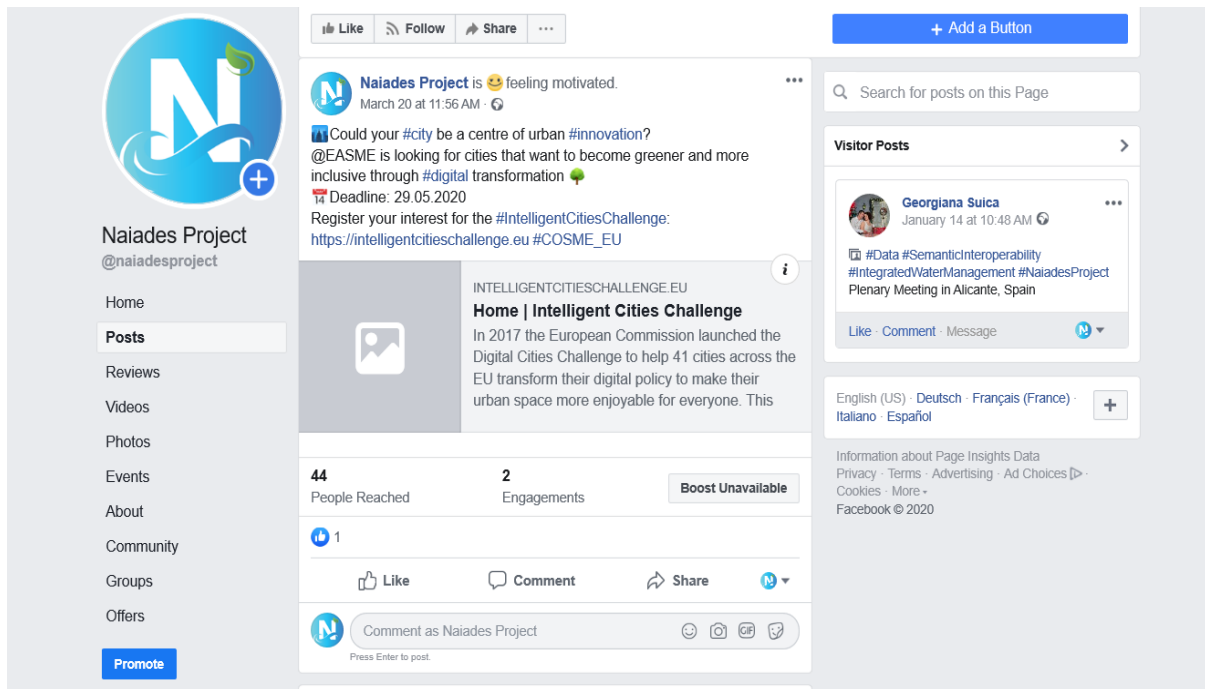 Like Follow Share ...
+ Add a Button
N
Naiades Project
@naiadesproject
Home
Posts
Reviews
Videos
Photos
Events
About
Community
Groups
Offers
Promote
Naiades Project is 😀 feeling motivated.
March 20 at 11:56 AM ·
Could your #city be a centre of urban #innovation?
@EASME is looking for cities that want to become greener and more
inclusive through #digital transformation 🌳
📅 Deadline: 29.05.2020
Register your interest for the #IntelligentCitiesChallenge:
https://intelligentcitieschallenge.eu #COSME_EU
i
INTELLIGENTCITIESCHALLENGE.EU
Home | Intelligent Cities Challenge
In 2017 the European Commission launched the
Digital Cities Challenge to help 41 cities across the
EU transform their digital policy to make their
urban space more enjoyable for everyone. This
44 2
People Reached Engagements Boost Unavailable
1
Like Comment Share
Comment as Naiades Project GIF
Press Enter to post.
Search for posts on this Page
Visitor Posts
Georgiana Suica
January 14 at 10:48 AM
#Data #SemanticInteroperability
#IntegratedWaterManagement #NaiadesProject
Plenary Meeting in Alicante, Spain
Like · Comment · Message
English (US) · Deutsch · Français (France) ·
Italiano · Español
+
Information about Page Insights Data
Privacy · Terms · Advertising · Ad Choices ·
Cookies · More
Facebook © 2020